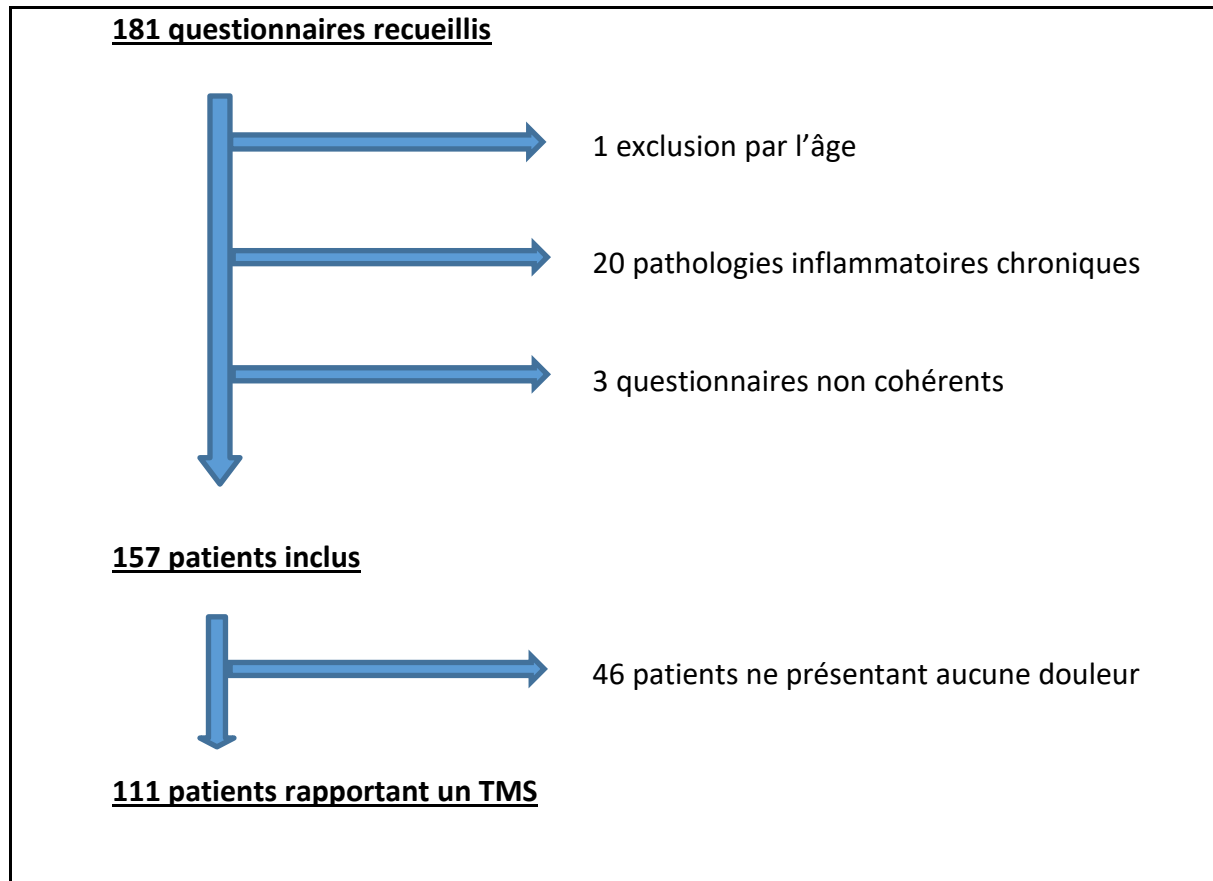 181 questionnaires recueillis
1 exclusion par l’âge
20 pathologies inflammatoires chroniques
3 questionnaires non cohérents
157 patients inclus
46 patients ne présentant aucune douleur
111 patients rapportant un TMS